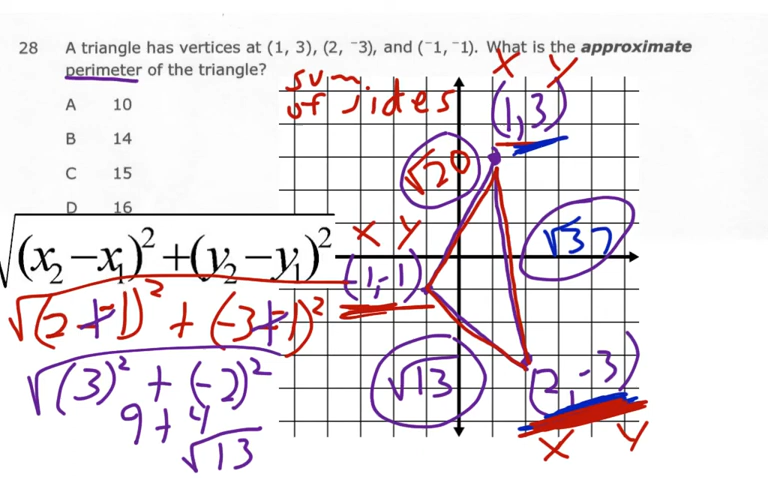 28 A triangle has vertices at (1, 3), (2, ⁻3), and (⁻1, ⁻1). What is the approximate
perimeter of the triangle?
A 10
B 14
C 15
D 16
sum
of sides
X Y
(1,3)
√20
√37
X Y
(1,-1)
√(x₂-x₁)²+(y₂-y₁)²
√(2+1)² + (-3+1)²
√(3)² + (-2)²
9+4
√13
√13
(2,-3)
X Y